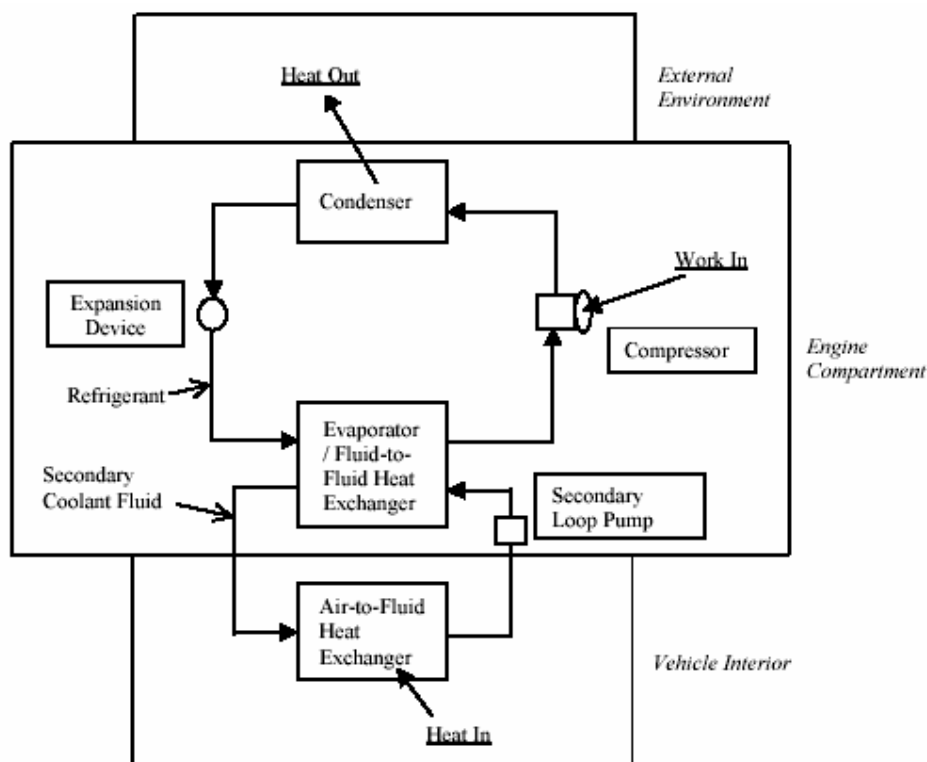 Heat Out
External
Environment
Condenser
Work In
Expansion
Device
Compressor
Engine
Compartment
Refrigerant
Evaporator
/ Fluid-to-
Fluid Heat
Exchanger
Secondary
Coolant Fluid
Secondary
Loop Pump
Air-to-Fluid
Heat
Exchanger
Vehicle Interior
Heat In